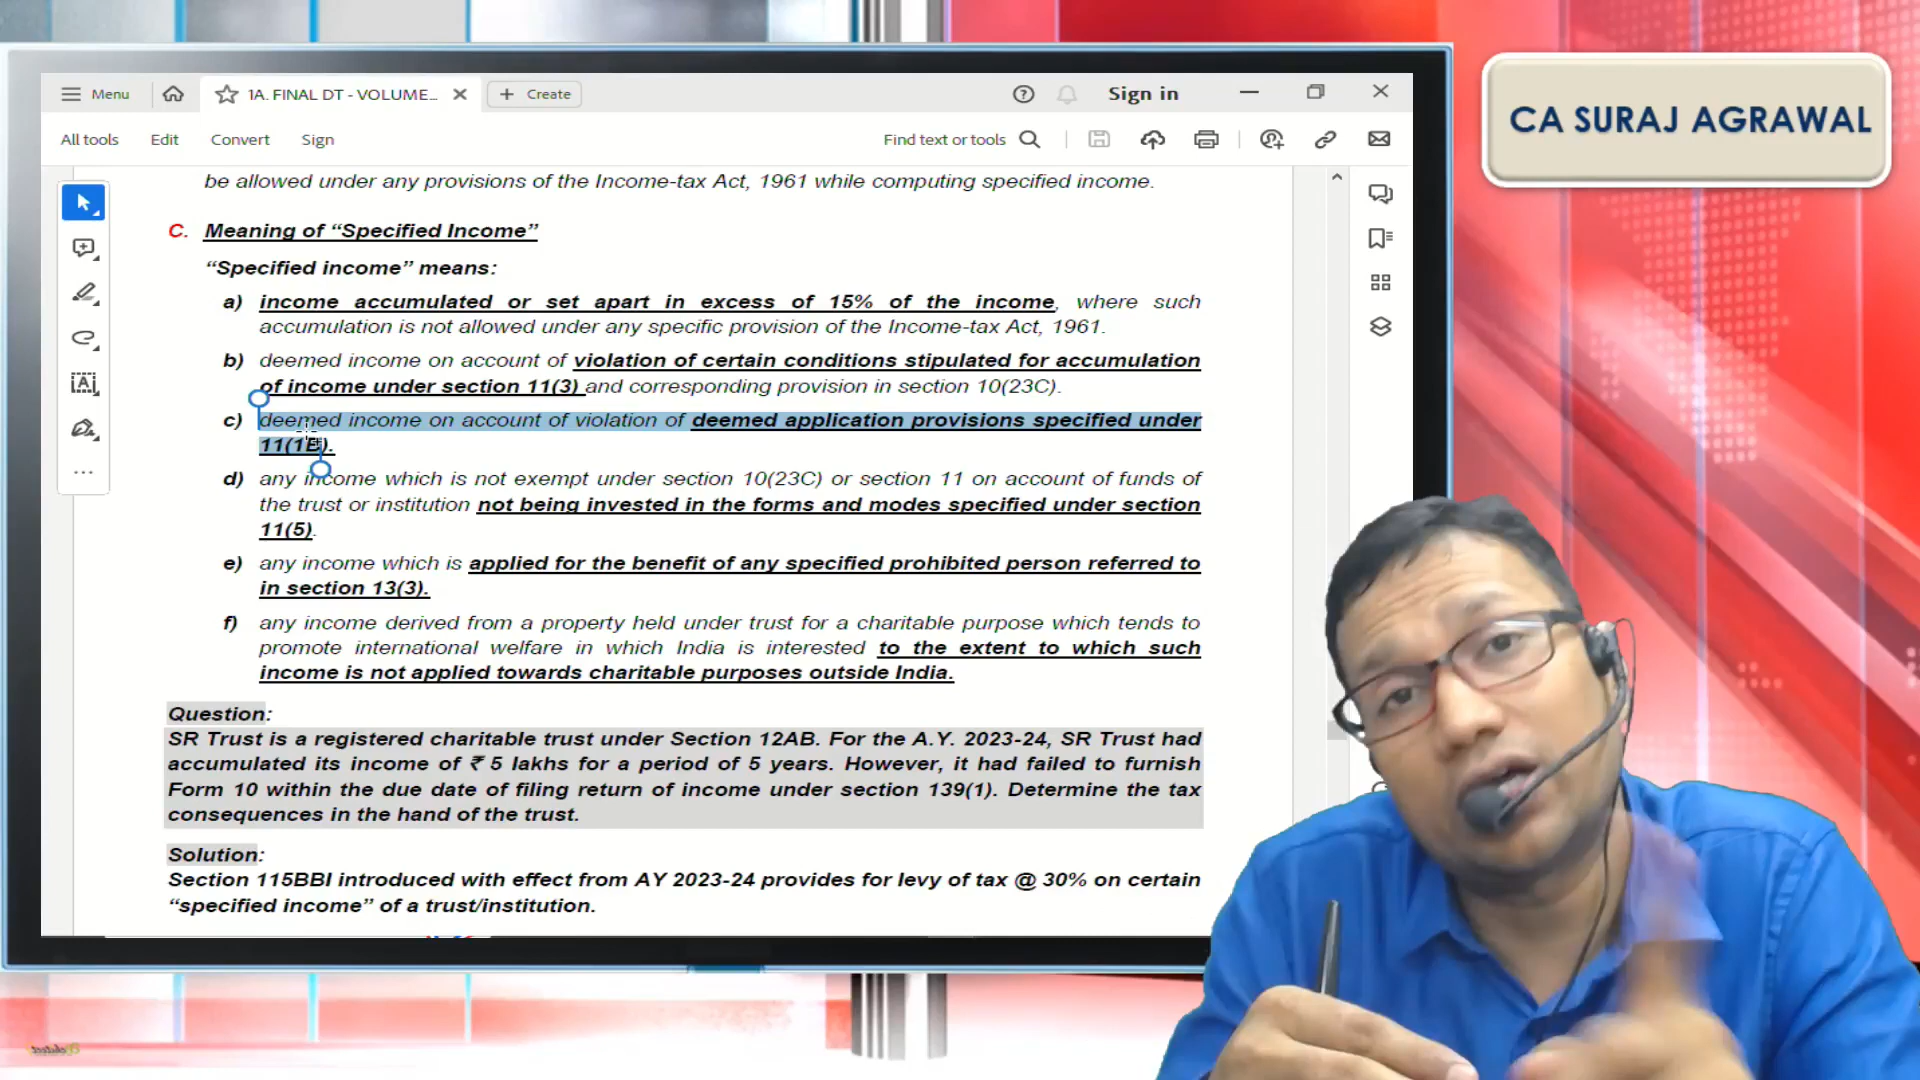 CA SURAJ AGRAWAL
Menu
1A. FINAL DT - VOLUME...
Create
Sign in
All tools
Edit
Convert
Sign
Find text or tools
be allowed under any provisions of the Income-tax Act, 1961 while computing specified income.
C. Meaning of “Specified Income”
“Specified income” means:
a) income accumulated or set apart in excess of 15% of the income, where such
accumulation is not allowed under any specific provision of the Income-tax Act, 1961.
b) deemed income on account of violation of certain conditions stipulated for accumulation
of income under section 11(3) and corresponding provision in section 10(23C).
c) deemed income on account of violation of deemed application provisions specified under
11(1B).
d) any income which is not exempt under section 10(23C) or section 11 on account of funds of
the trust or institution not being invested in the forms and modes specified under section
11(5).
e) any income which is applied for the benefit of any specified prohibited person referred to
in section 13(3).
f) any income derived from a property held under trust for a charitable purpose which tends to
promote international welfare in which India is interested to the extent to which such
income is not applied towards charitable purposes outside India.
Question:
SR Trust is a registered charitable trust under Section 12AB. For the A.Y. 2023-24, SR Trust had
accumulated its income of ₹ 5 lakhs for a period of 5 years. However, it had failed to furnish
Form 10 within the due date of filing return of income under section 139(1). Determine the tax
consequences in the hand of the trust.
Solution:
Section 115BBI introduced with effect from AY 2023-24 provides for levy of tax @ 30% on certain
“specified income” of a trust/institution.